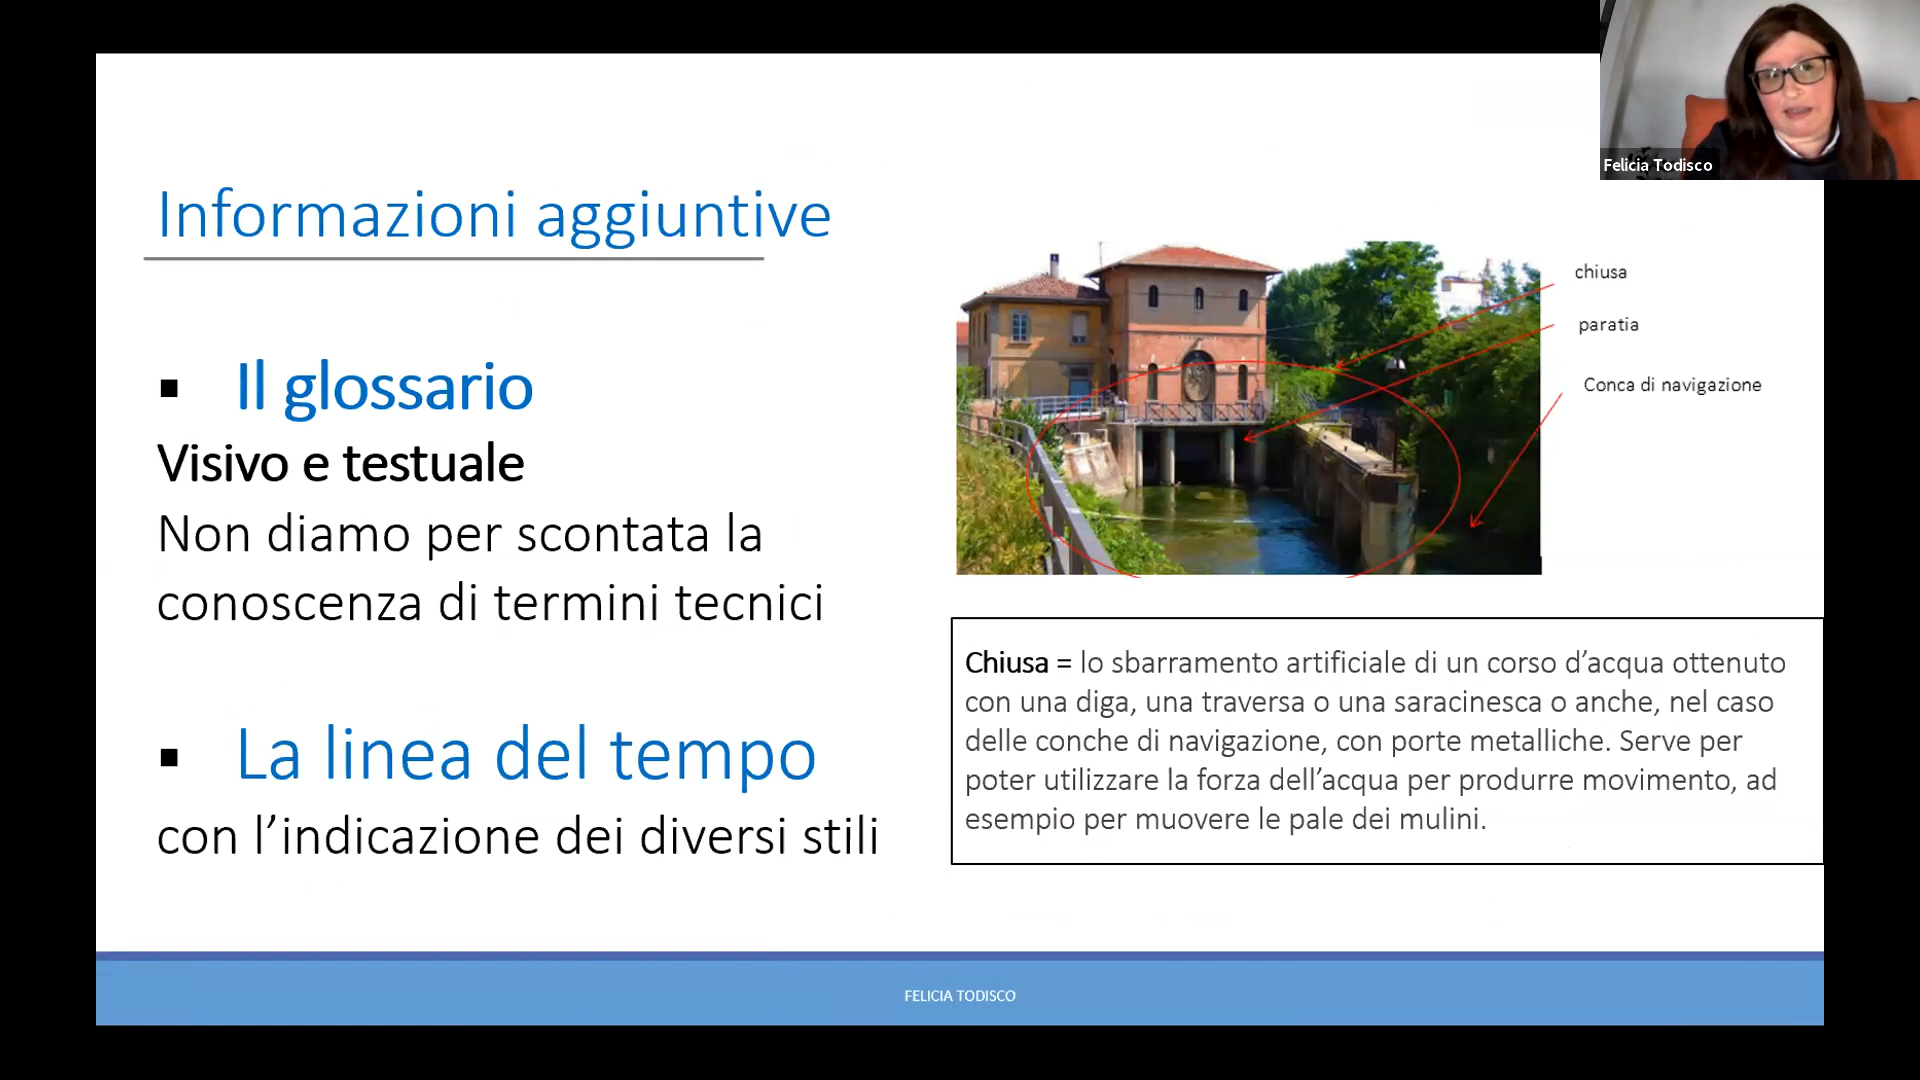 Felicia Todisco
Informazioni aggiuntive
▪ Il glossario
Visivo e testuale
Non diamo per scontata la
conoscenza di termini tecnici
▪ La linea del tempo
con l’indicazione dei diversi stili
chiusa
paratia
Conca di navigazione
Chiusa = lo sbarramento artificiale di un corso d’acqua ottenuto
con una diga, una traversa o una saracinesca o anche, nel caso
delle conche di navigazione, con porte metalliche. Serve per
poter utilizzare la forza dell’acqua per produrre movimento, ad
esempio per muovere le pale dei mulini.
FELICIA TODISCO